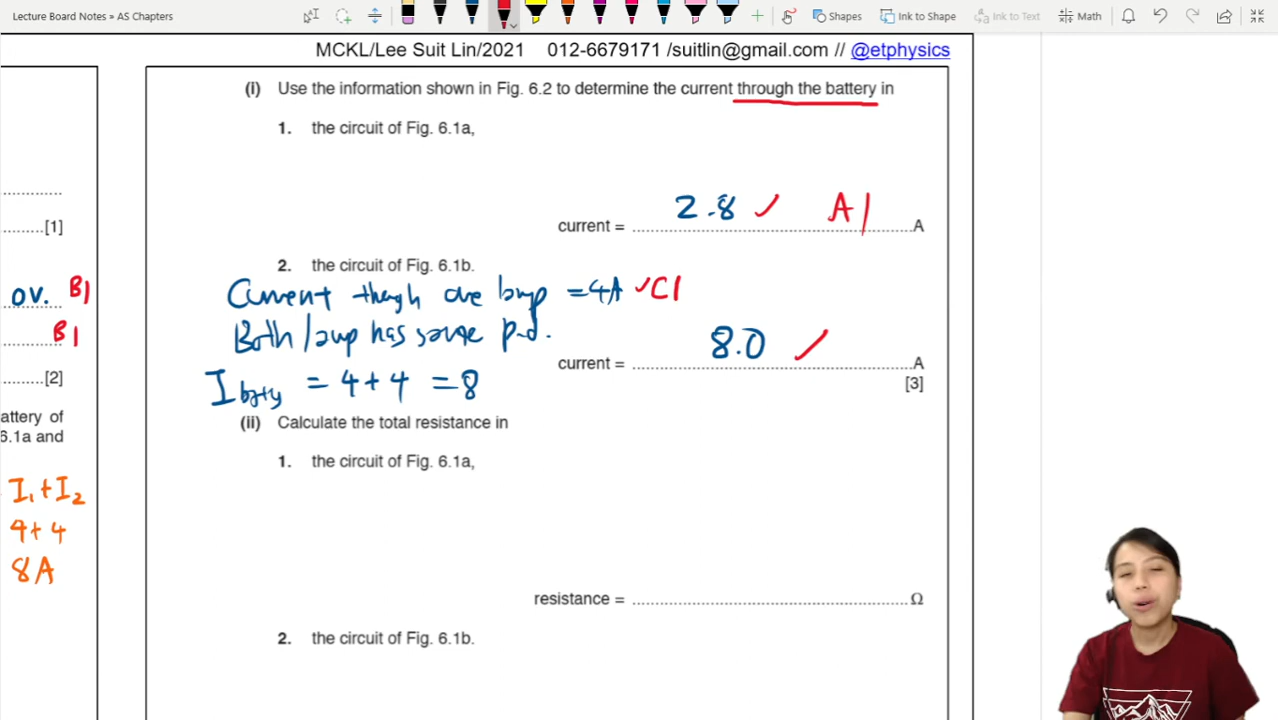 Lecture Board Notes » AS Chapters
Shapes
Ink to Shape
Ink to Text
Math
MCKL/Lee Suit Lin/2021 012-6679171 /suitlin@gmail.com // @etphysics
..................
.........[1]
ov. B1
B1
.........[2]
attery of
6.1a and
I₁+I₂
4+4
8A
(i) Use the information shown in Fig. 6.2 to determine the current through the battery in
1. the circuit of Fig. 6.1a,
2.8 ✓ A1
current = ......................................................A
2. the circuit of Fig. 6.1b.
Current though one lamp = 4A ✓C1
Both lamp has same p.d.
8.0 ✓
current = ......................................................A
[3]
I baty = 4+4 = 8
(ii) Calculate the total resistance in
1. the circuit of Fig. 6.1a,
resistance = ......................................................Ω
2. the circuit of Fig. 6.1b.